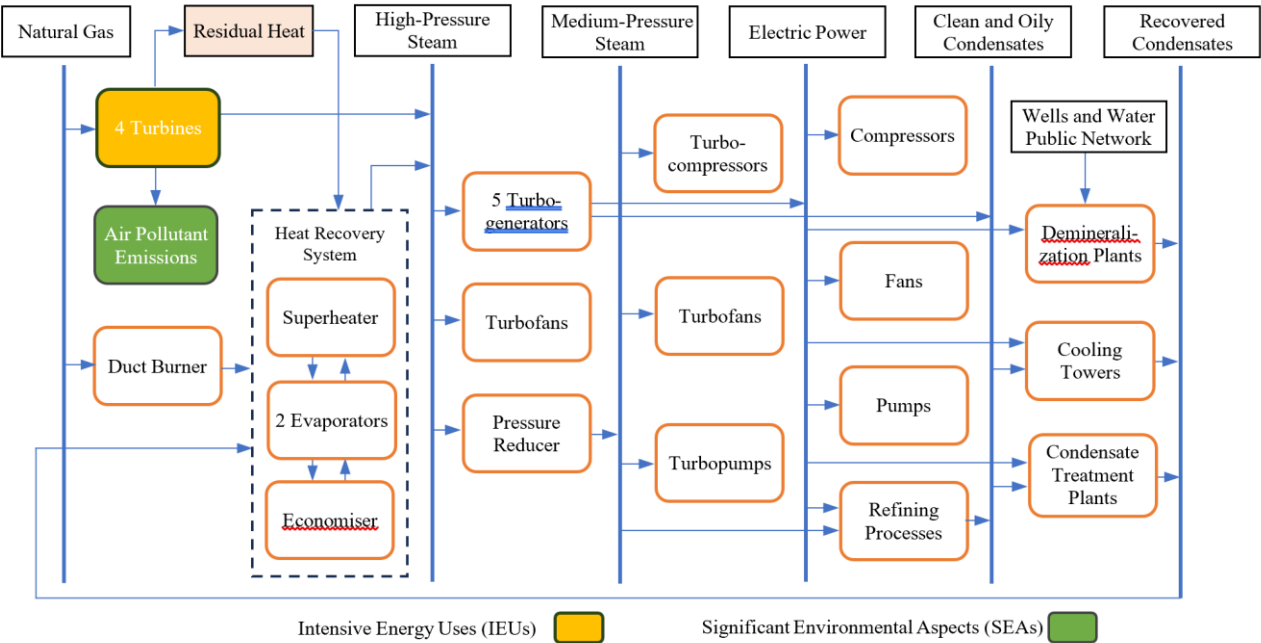 Natural Gas
Residual Heat
High-Pressure
Steam
Medium-Pressure
Steam
Electric Power
Clean and Oily
Condensates
Recovered
Condensates
4 Turbines
Air Pollutant
Emissions
Duct Burner
Heat Recovery
System
Superheater
2 Evaporators
Economiser
5 Turbo-
generators
Turbofans
Pressure
Reducer
Turbo-
compressors
Turbofans
Turbopumps
Compressors
Fans
Pumps
Refining
Processes
Wells and Water
Public Network
Deminerali-
zation Plants
Cooling
Towers
Condensate
Treatment
Plants
Intensive Energy Uses (IEUs)
Significant Environmental Aspects (SEAs)